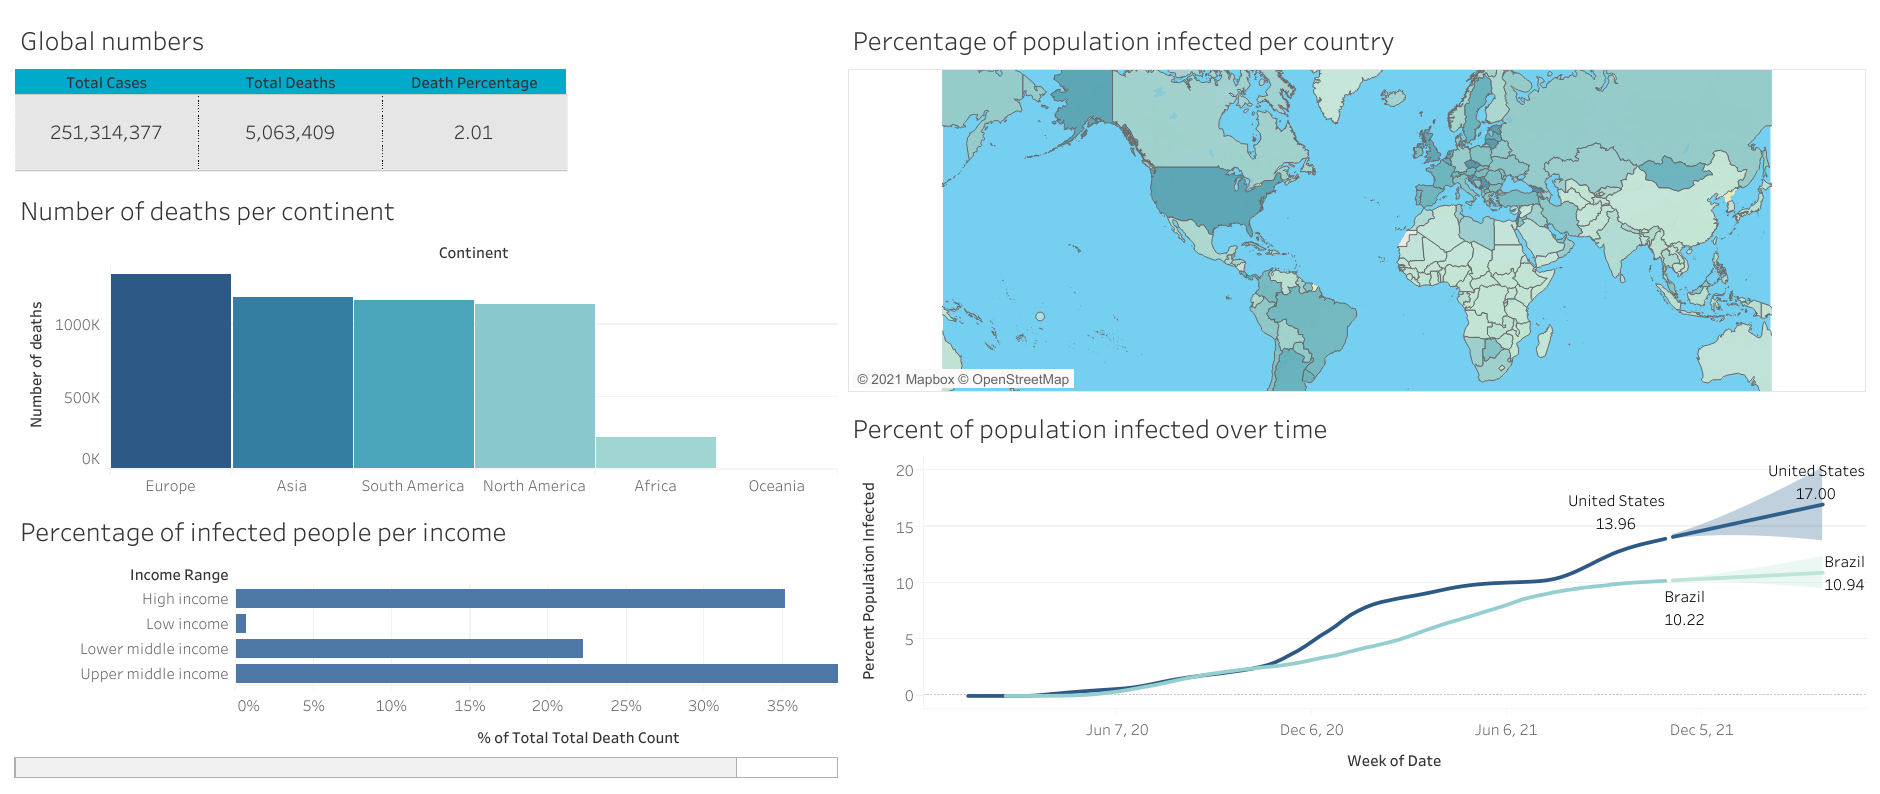 Global numbers
Total Cases Total Deaths Death Percentage
251,314,377 5,063,409 2.01
Number of deaths per continent
Continent
Number of deaths
1000K
500K
0K
Europe Asia South America North America Africa Oceania
Percentage of infected people per income
Income Range
High income
Low income
Lower middle income
Upper middle income
0% 5% 10% 15% 20% 25% 30% 35%
% of Total Total Death Count
Percentage of population infected per country
© 2021 Mapbox © OpenStreetMap
Percent of population infected over time
Percent Population Infected
20
15
10
5
0
United States
13.96
United States
17.00
Brazil
10.94
Brazil
10.22
Jun 7, 20 Dec 6, 20 Jun 6, 21 Dec 5, 21
Week of Date